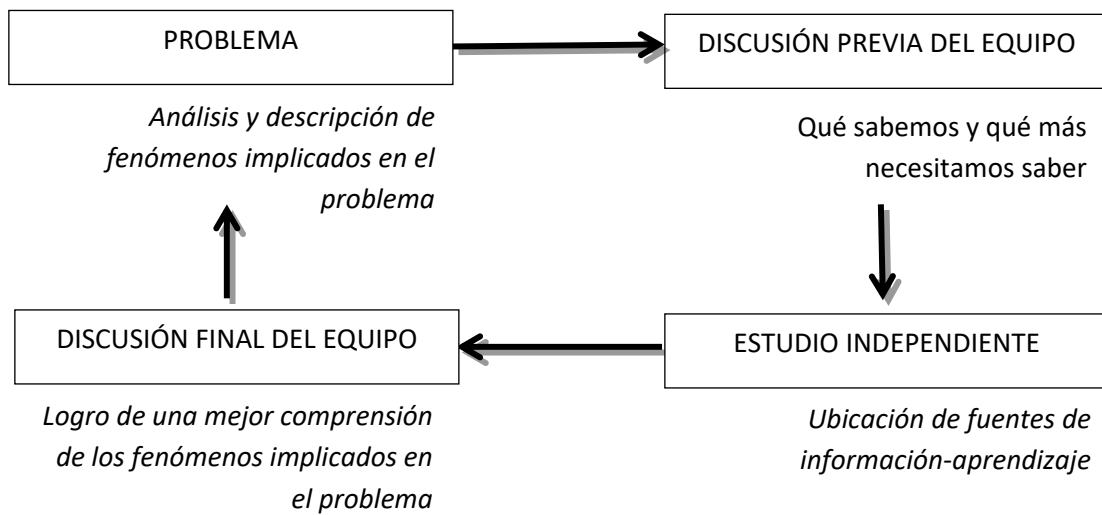 PROBLEMA
Análisis y descripción de
fenómenos implicados en el
problema
DISCUSIÓN PREVIA DEL EQUIPO
Qué sabemos y qué más
necesitamos saber
ESTUDIO INDEPENDIENTE
Ubicación de fuentes de
información-aprendizaje
DISCUSIÓN FINAL DEL EQUIPO
Logro de una mejor comprensión
de los fenómenos implicados en
el problema